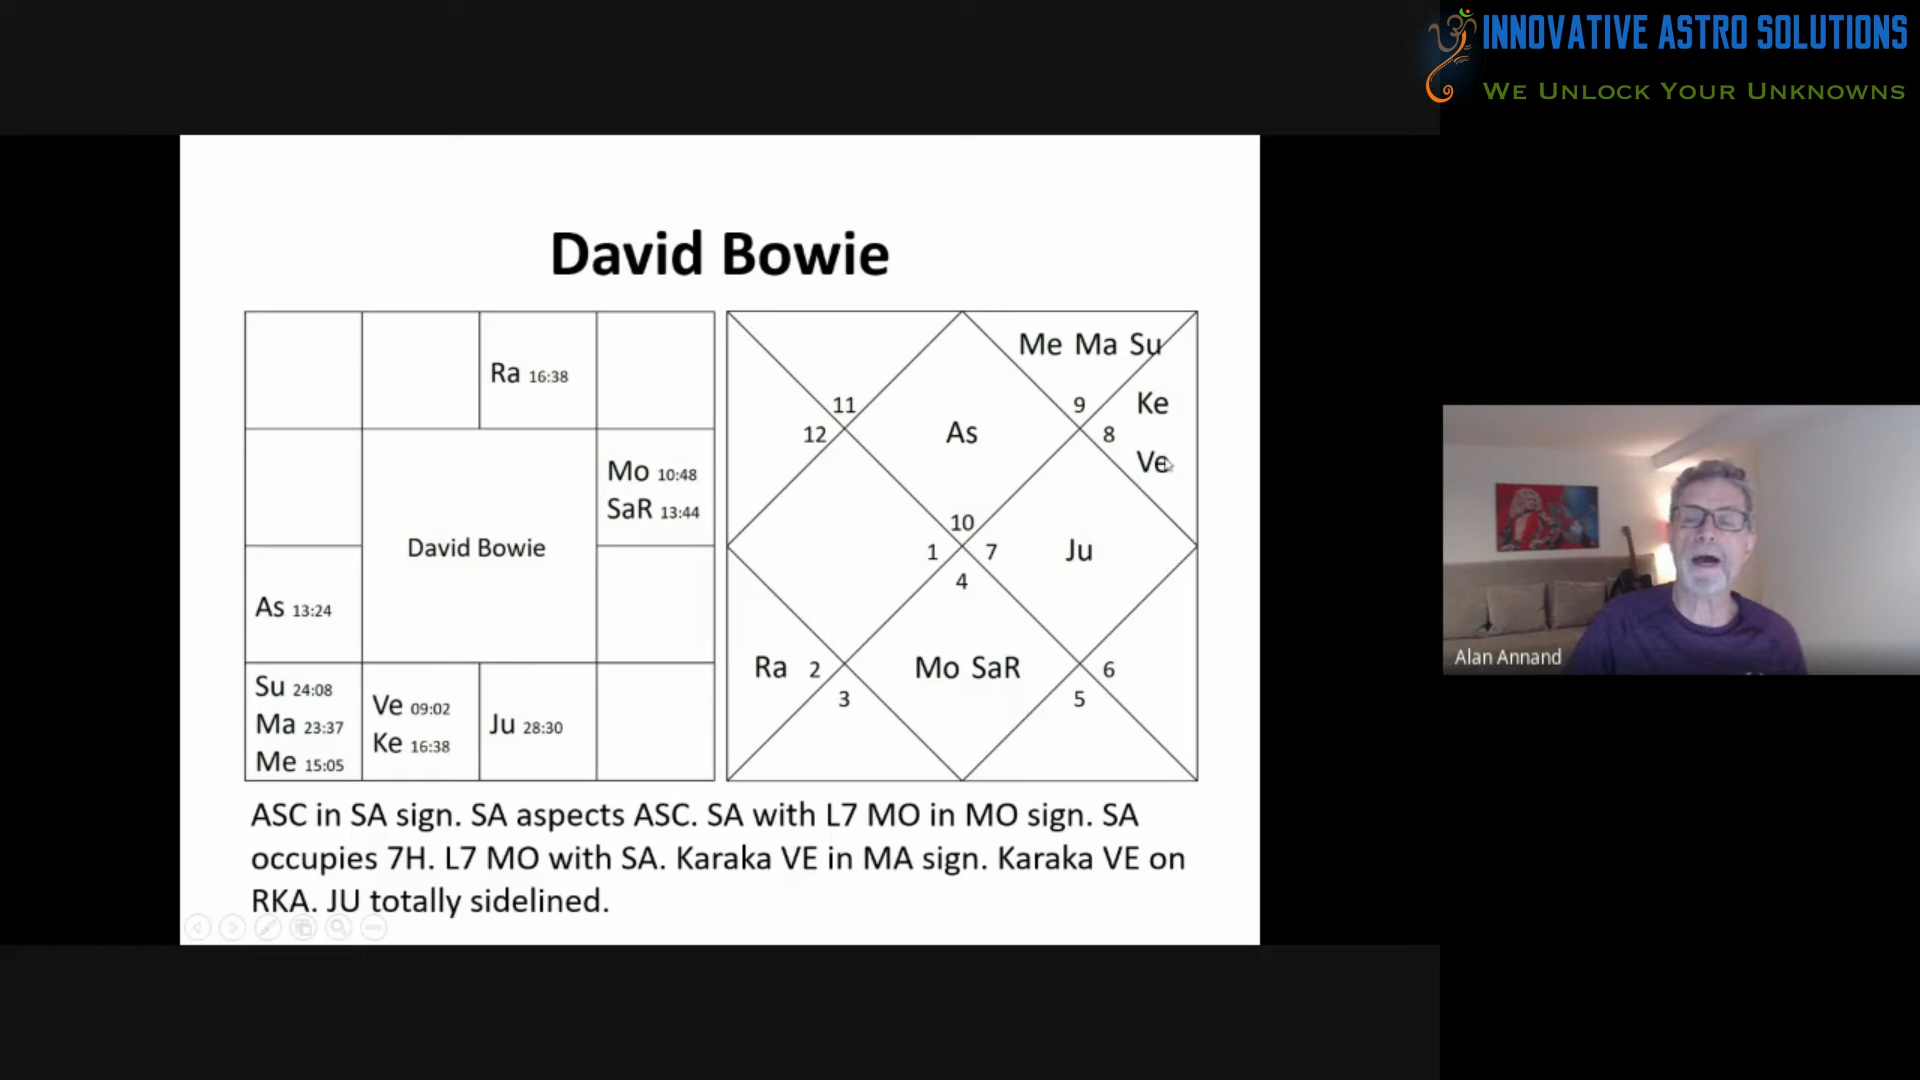 INNOVATIVE ASTRO SOLUTIONS
WE UNLOCK YOUR UNKNOWNS
David Bowie
Ra 16:38
Mo 10:48
SaR 13:44
David Bowie
As 13:24
Su 24:08
Ma 23:37
Me 15:05
Ve 09:02
Ke 16:38
Ju 28:30
Me Ma Su
11
9
Ke
12
As
8
Ve
10
1
7
Ju
4
Ra 2
Mo SaR
6
3
5
ASC in SA sign. SA aspects ASC. SA with L7 MO in MO sign. SA
occupies 7H. L7 MO with SA. Karaka VE in MA sign. Karaka VE on
RKA. JU totally sidelined.
Alan Annand